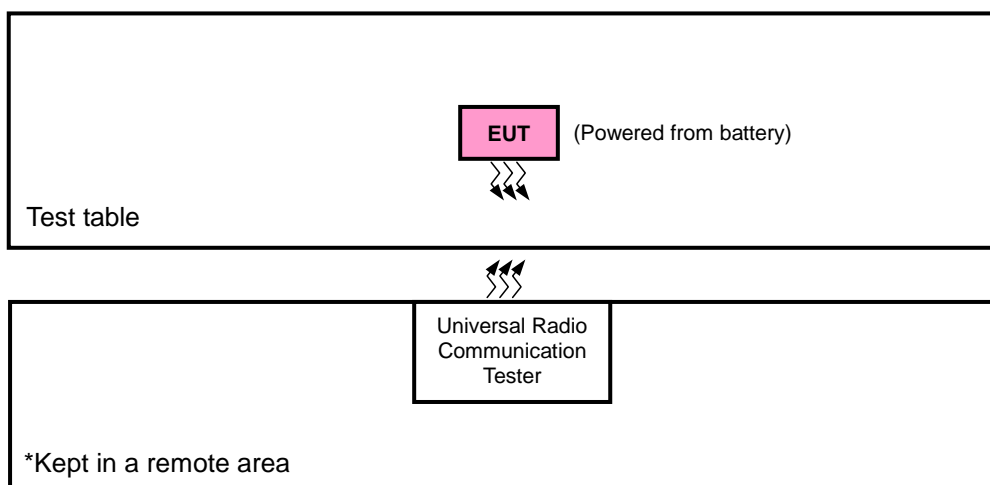 EUT
(Powered from battery)
Test table
Universal Radio
Communication
Tester
*Kept in a remote area